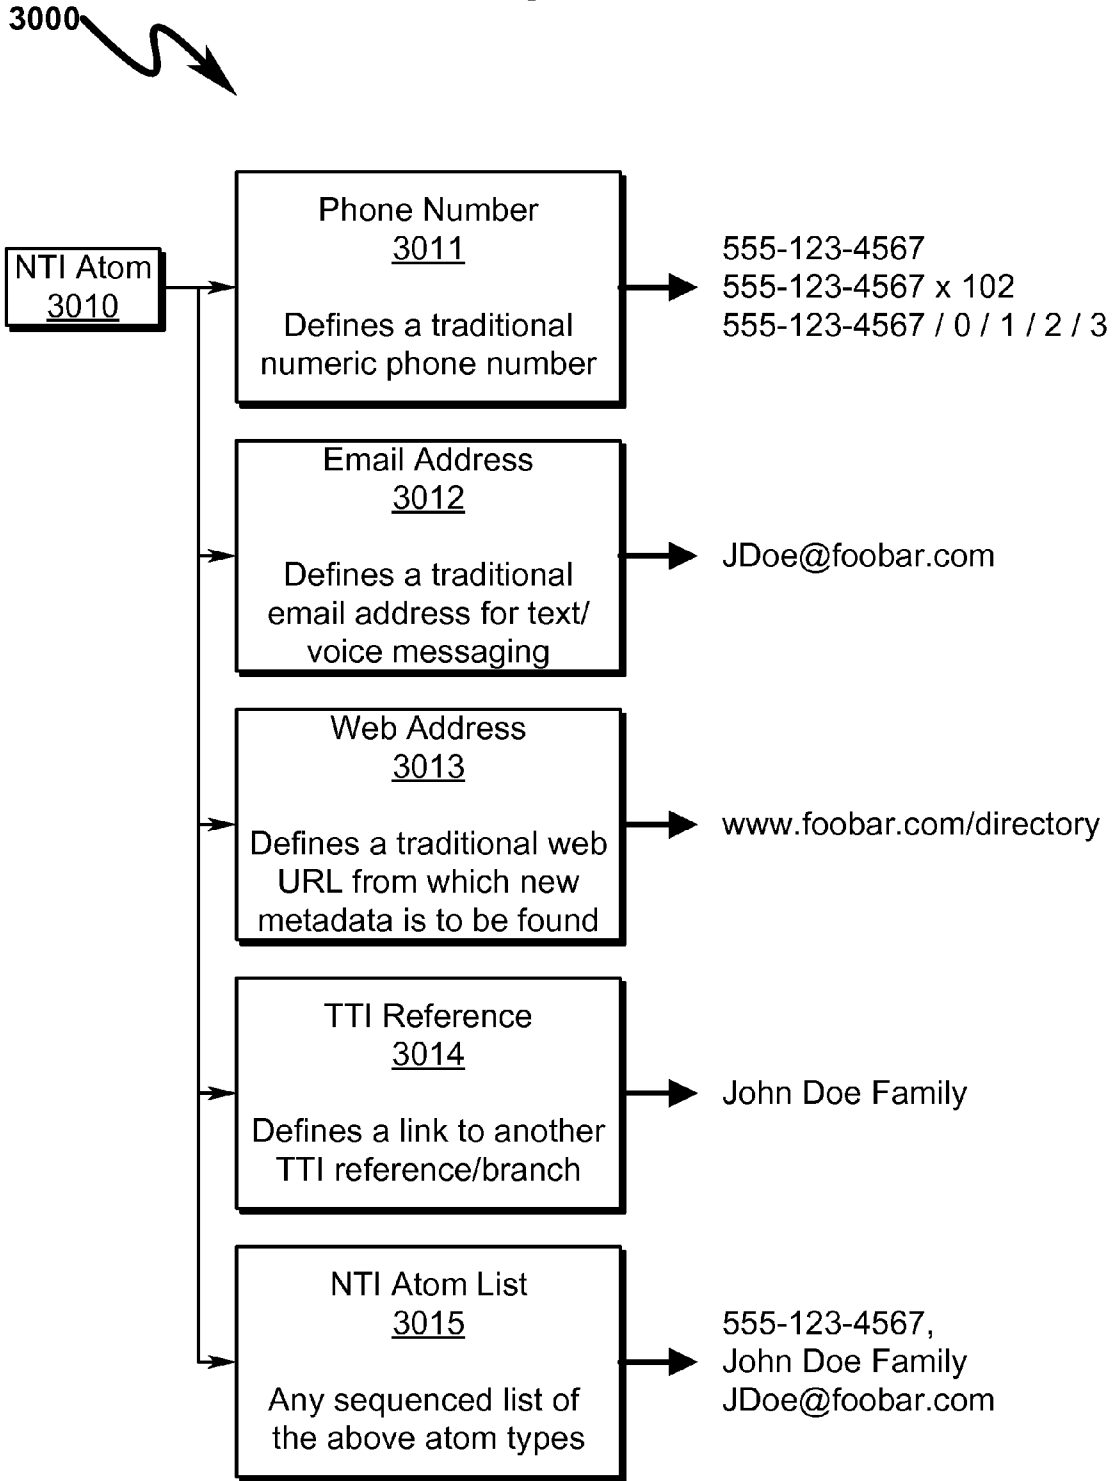 3000
NTI Atom
3010
Phone Number
3011
Defines a traditional
numeric phone number
555-123-4567
555-123-4567 x 102
555-123-4567 / 0 / 1 / 2 / 3
Email Address
3012
Defines a traditional
email address for text/
voice messaging
JDoe@foobar.com
Web Address
3013
Defines a traditional web
URL from which new
metadata is to be found
www.foobar.com/directory
TTI Reference
3014
Defines a link to another
TTI reference/branch
John Doe Family
NTI Atom List
3015
Any sequenced list of
the above atom types
555-123-4567,
John Doe Family
JDoe@foobar.com